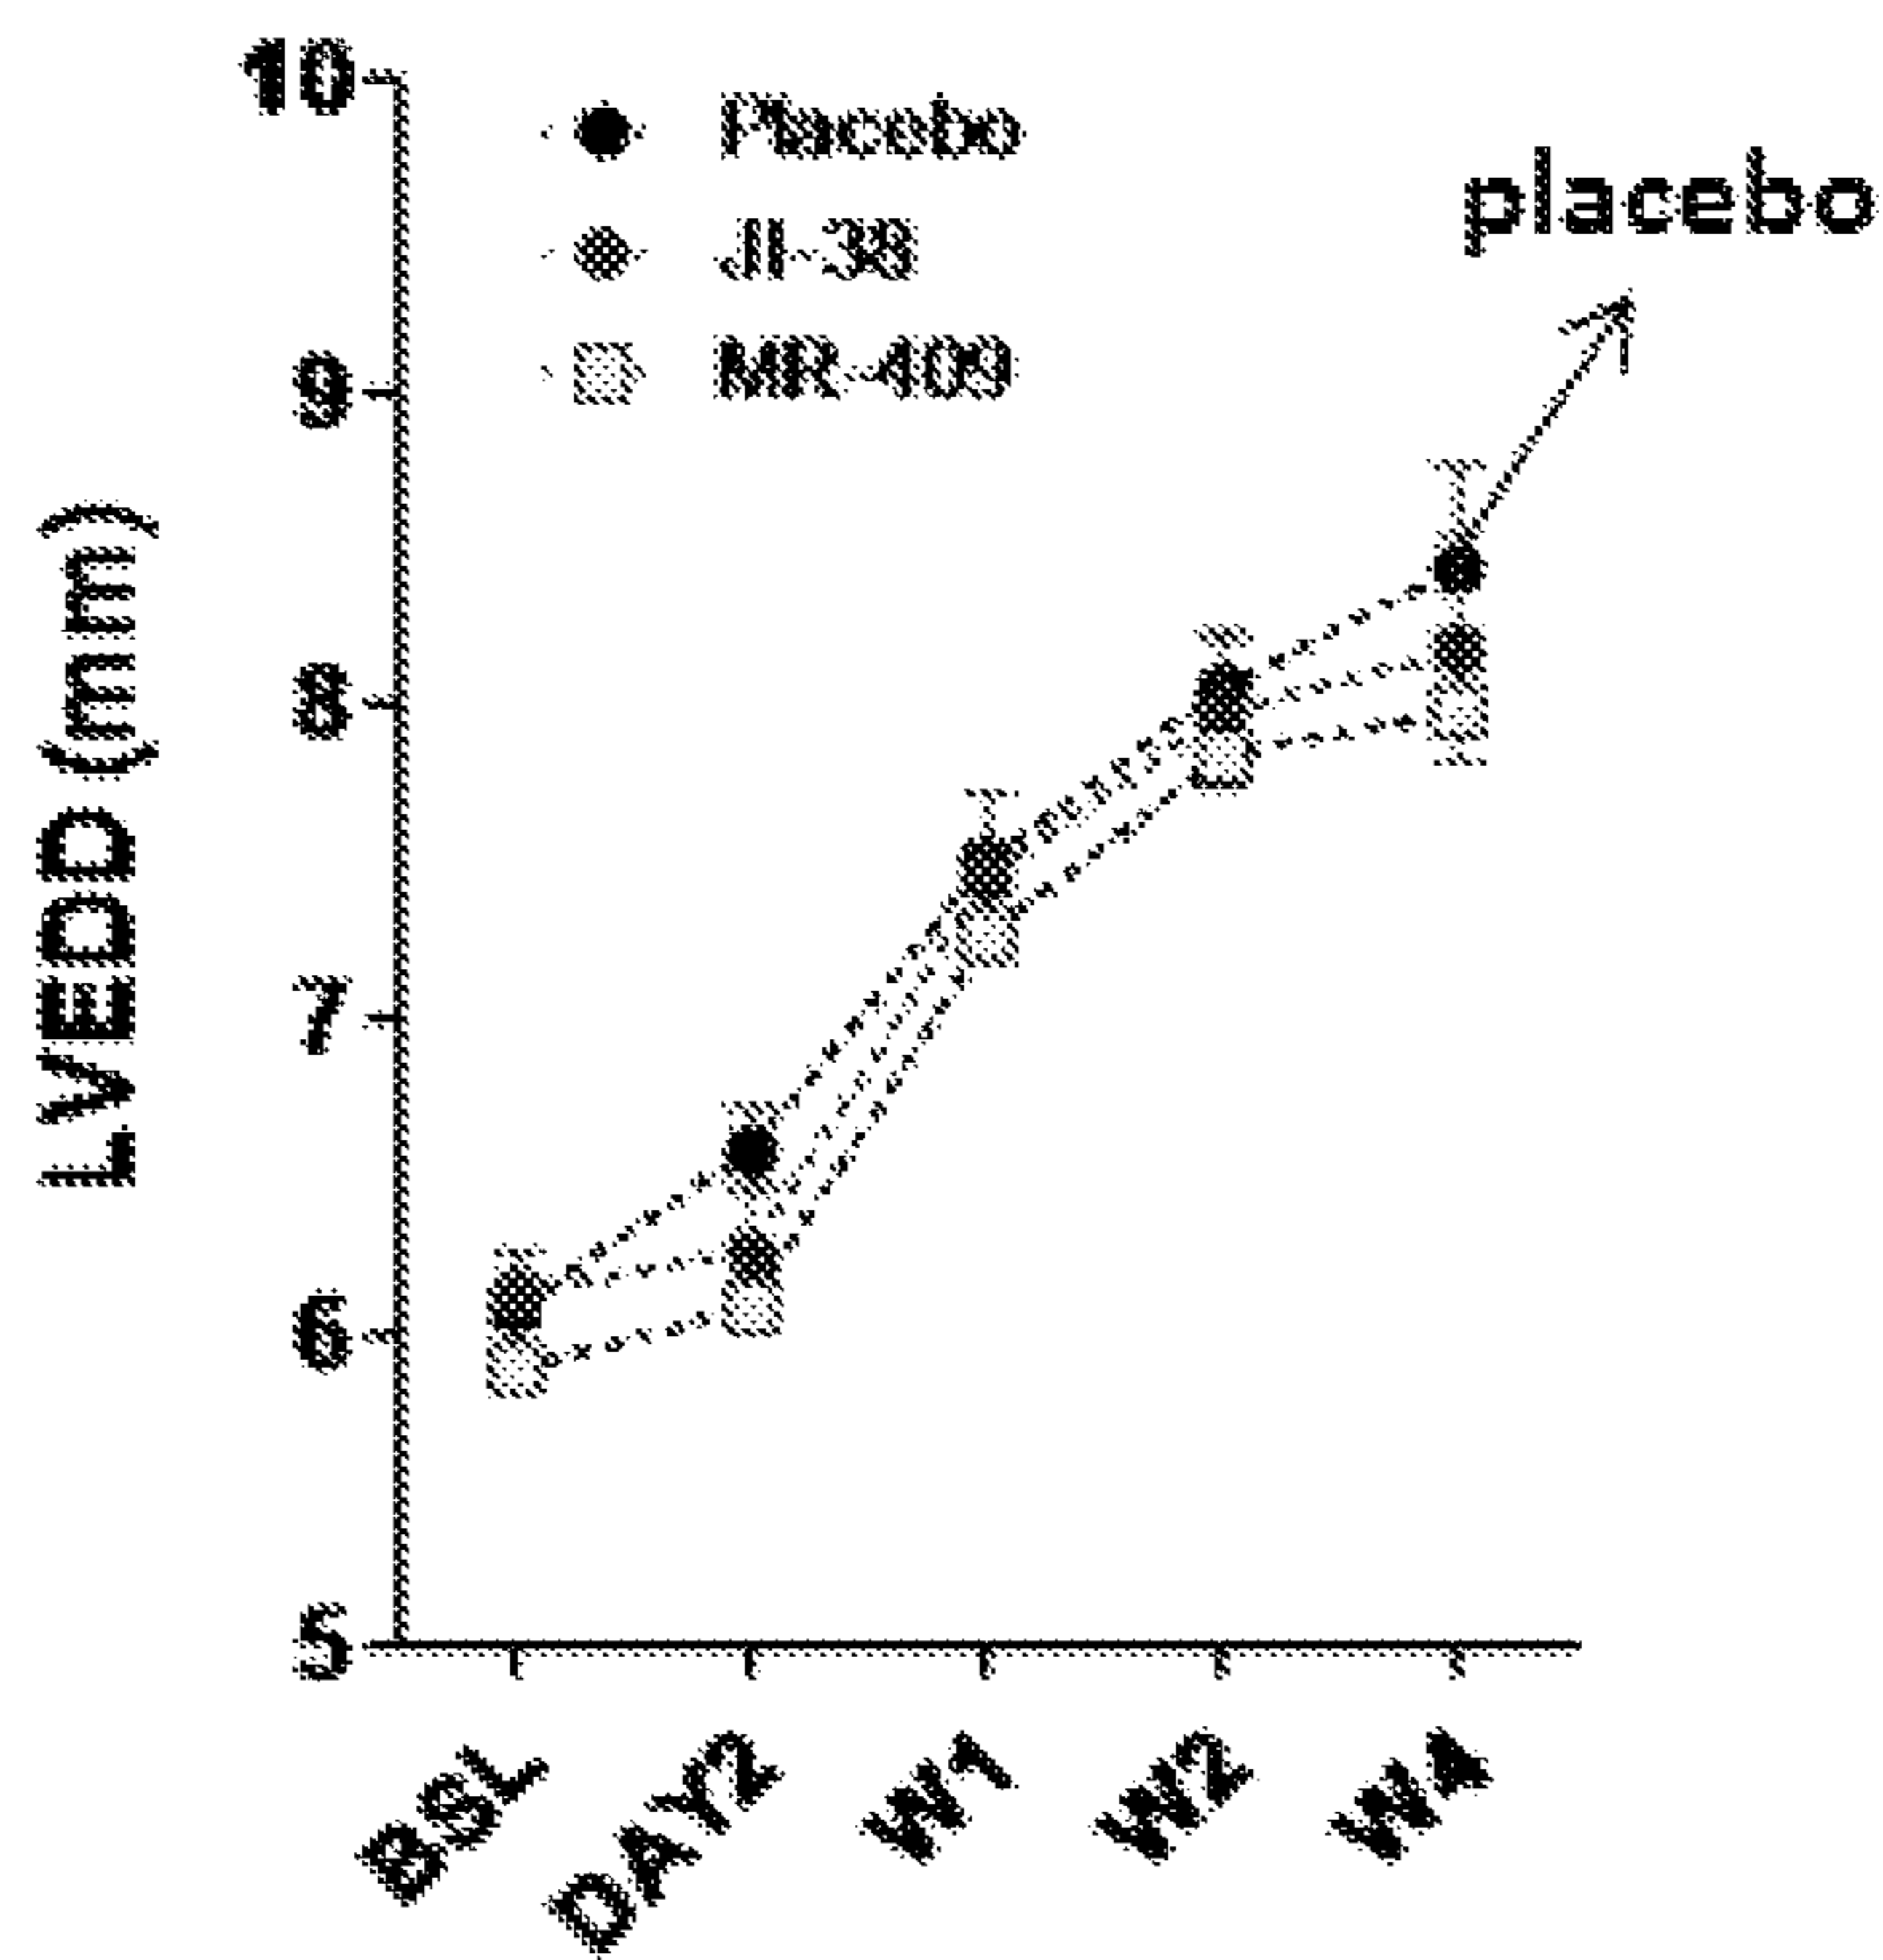 10
9
8
7
6
5
LVEDD (mm)
Placebo
JI-38
MR-409
placebo
BSL
DAY2
W1
W2
W4